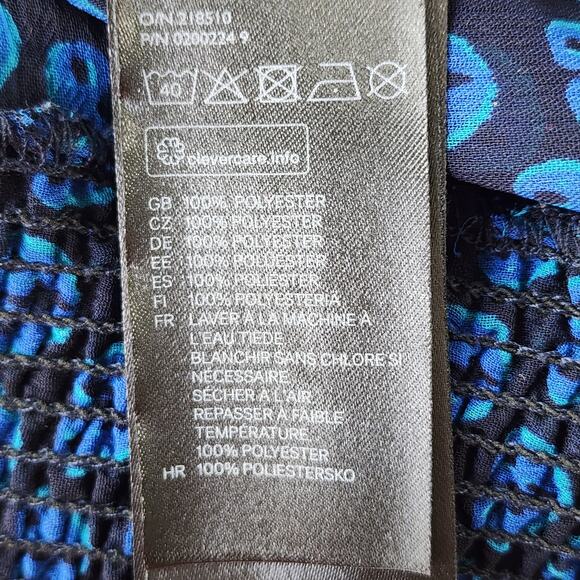 O/N 218510
P/N 0200224 9
40
clevercare.info
GB 100% POLYESTER
CZ 100% POLYESTER
DE 100% POLYESTER
EE 100% POLÜESTER
ES 100% POLIÉSTER
FI 100% POLYESTERIA
FR LAVER À LA MACHINE À
L'EAU TIEDE
BLANCHIR SANS CHLORE SI
NÉCESSAIRE
SÉCHER À L'AIR
REPASSER À FAIBLE
TEMPÉRATURE
100% POLYESTER
HR 100% POLIESTERSKO